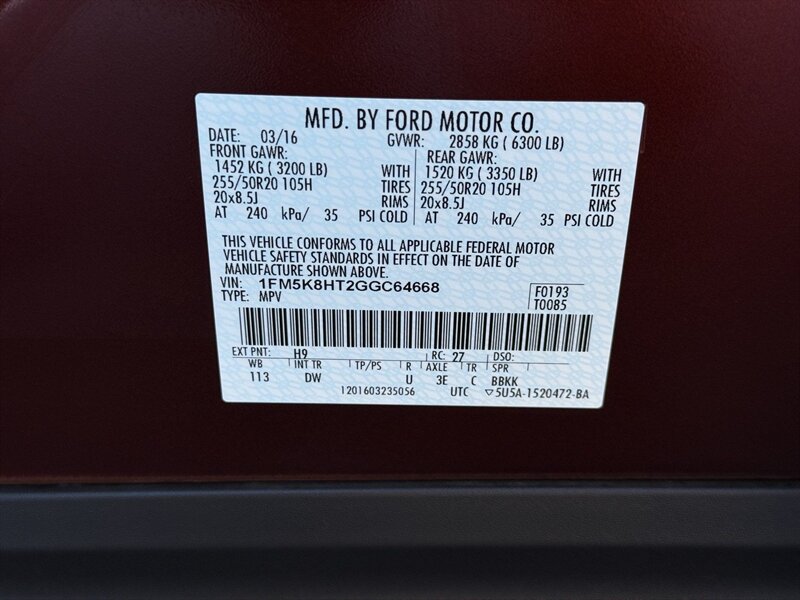 MFD. BY FORD MOTOR CO.
DATE: 03/16 GVWR: 2858 KG ( 6300 LB)
FRONT GAWR: REAR GAWR:
1452 KG ( 3200 LB) WITH 1520 KG ( 3350 LB) WITH
255/50R20 105H TIRES 255/50R20 105H TIRES
20x8.5J RIMS 20x8.5J RIMS
AT 240 kPa/ 35 PSI COLD AT 240 kPa/ 35 PSI COLD
THIS VEHICLE CONFORMS TO ALL APPLICABLE FEDERAL MOTOR
VEHICLE SAFETY STANDARDS IN EFFECT ON THE DATE OF
MANUFACTURE SHOWN ABOVE.
VIN: 1FM5K8HT2GGC64668 F0193
TYPE: MPV T0085
EXT PNT: H9 RC: 27 DSO:
WB INT TR TP/PS R AXLE TR SPR
113 DW U 3E C BBKK
1201603235056 UTC ▽5U5A-1520472-BA